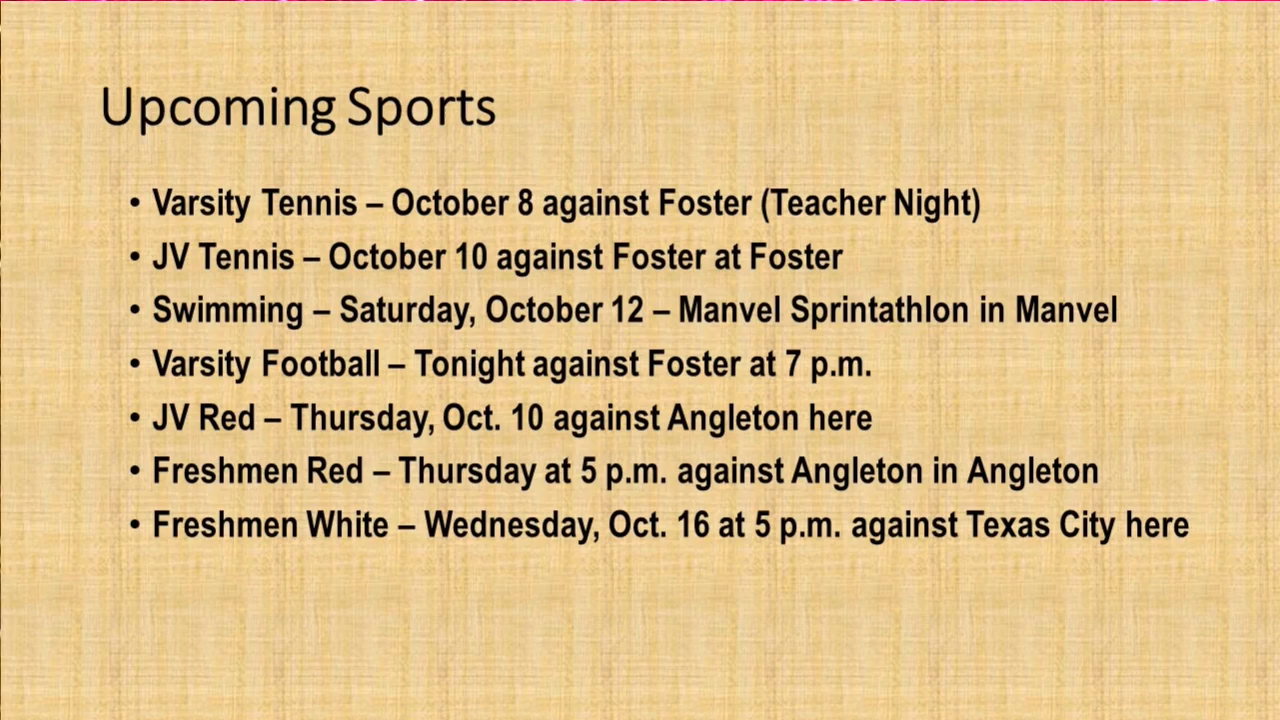 Upcoming Sports
• Varsity Tennis – October 8 against Foster (Teacher Night)
• JV Tennis – October 10 against Foster at Foster
• Swimming – Saturday, October 12 – Manvel Sprintathlon in Manvel
• Varsity Football – Tonight against Foster at 7 p.m.
• JV Red – Thursday, Oct. 10 against Angleton here
• Freshmen Red – Thursday at 5 p.m. against Angleton in Angleton
• Freshmen White – Wednesday, Oct. 16 at 5 p.m. against Texas City here